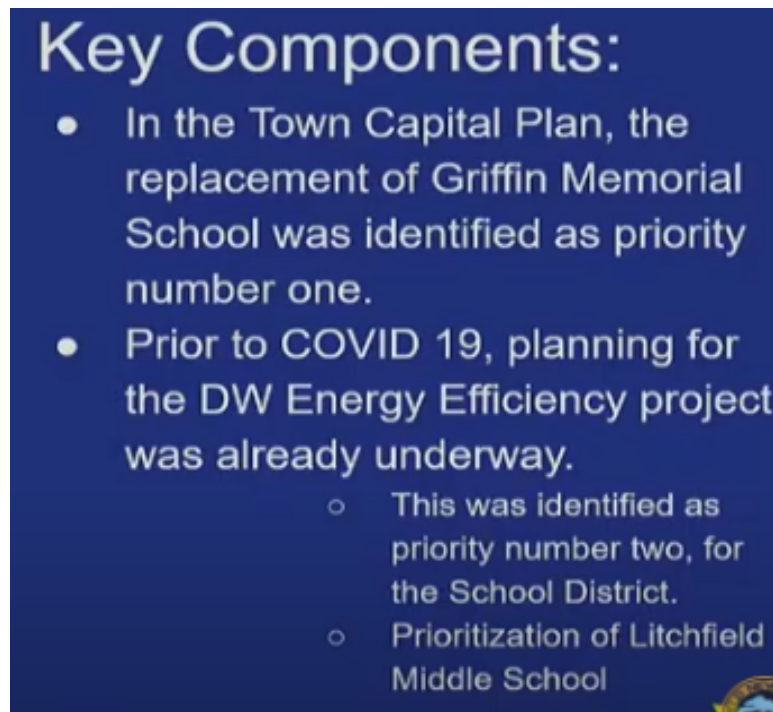 Key Components:
● In the Town Capital Plan, the
replacement of Griffin Memorial
School was identified as priority
number one.
● Prior to COVID 19, planning for
the DW Energy Efficiency project
was already underway.
○ This was identified as
priority number two, for
the School District.
○ Prioritization of Litchfield
Middle School